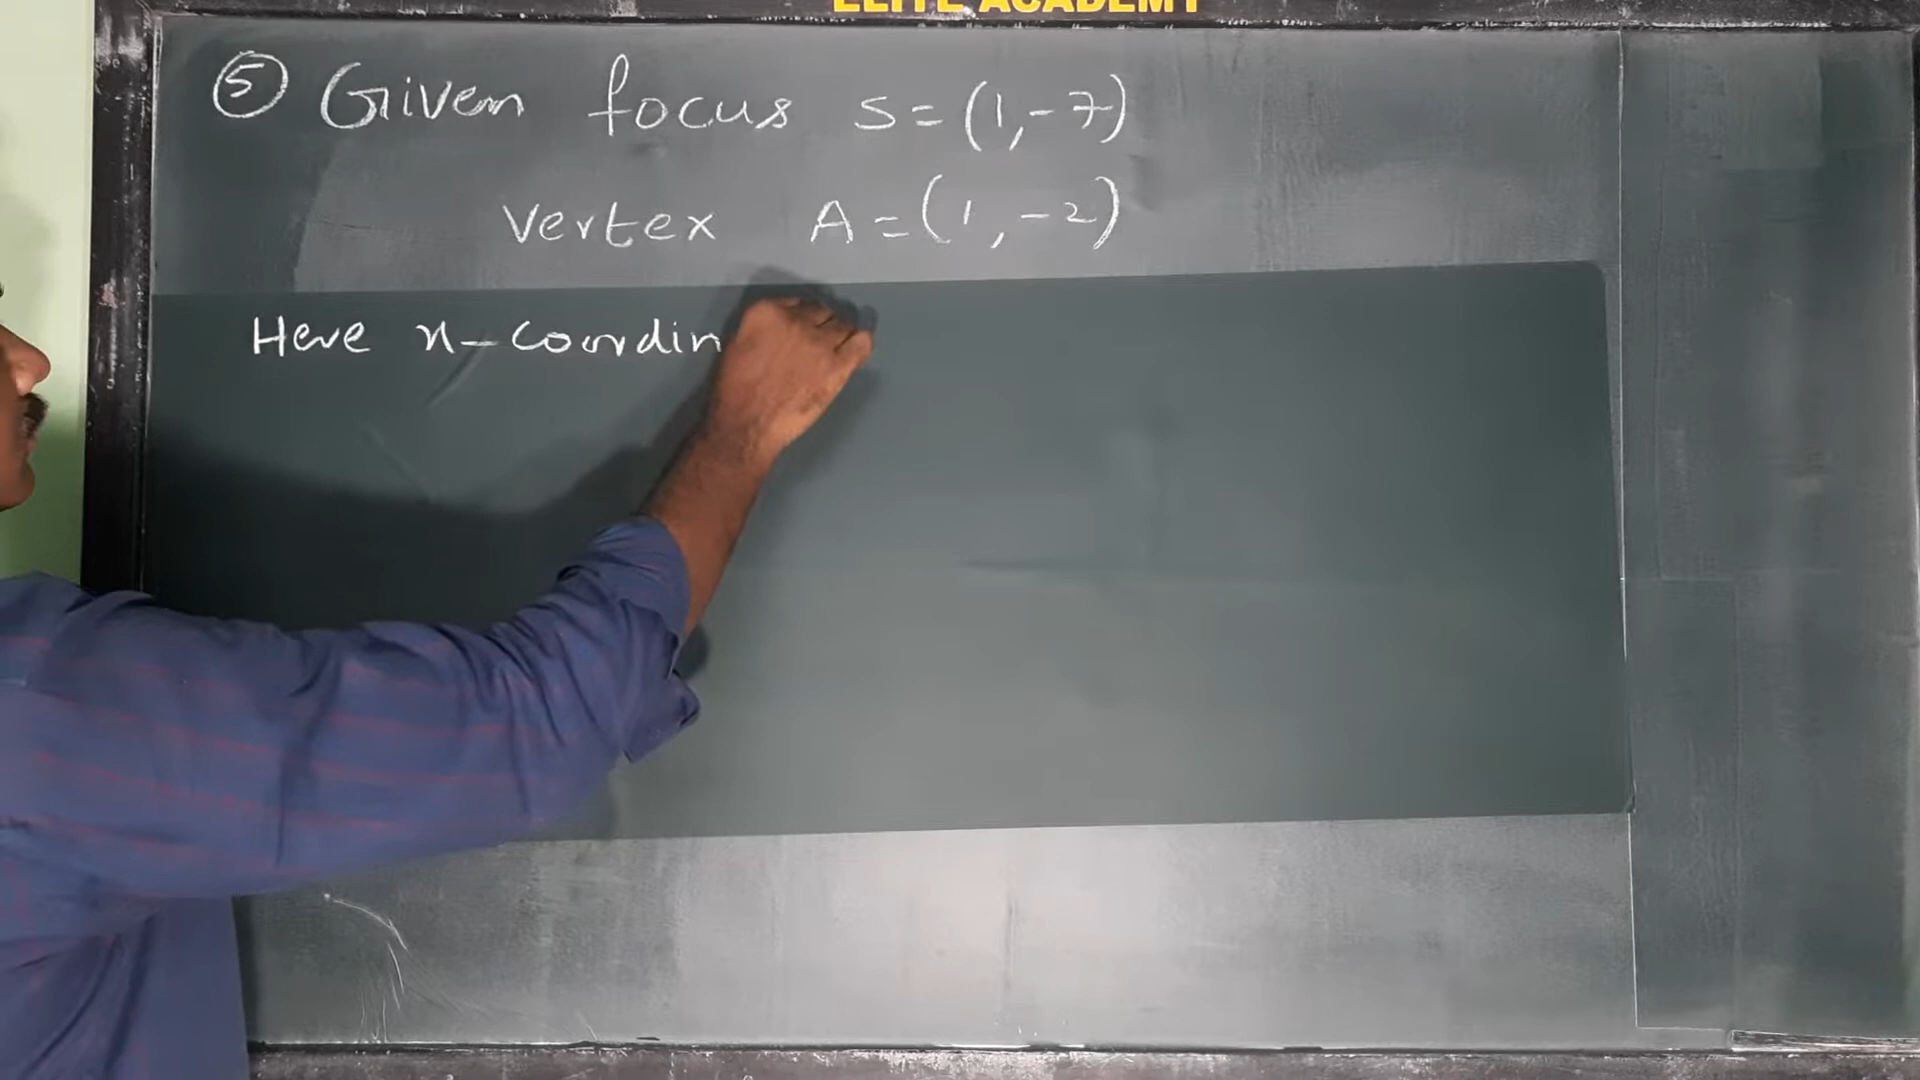 ELITE ACADEMY
⑤ Given focus S=(1,-7)
Vertex A=(1,-2)
Here x-coordin